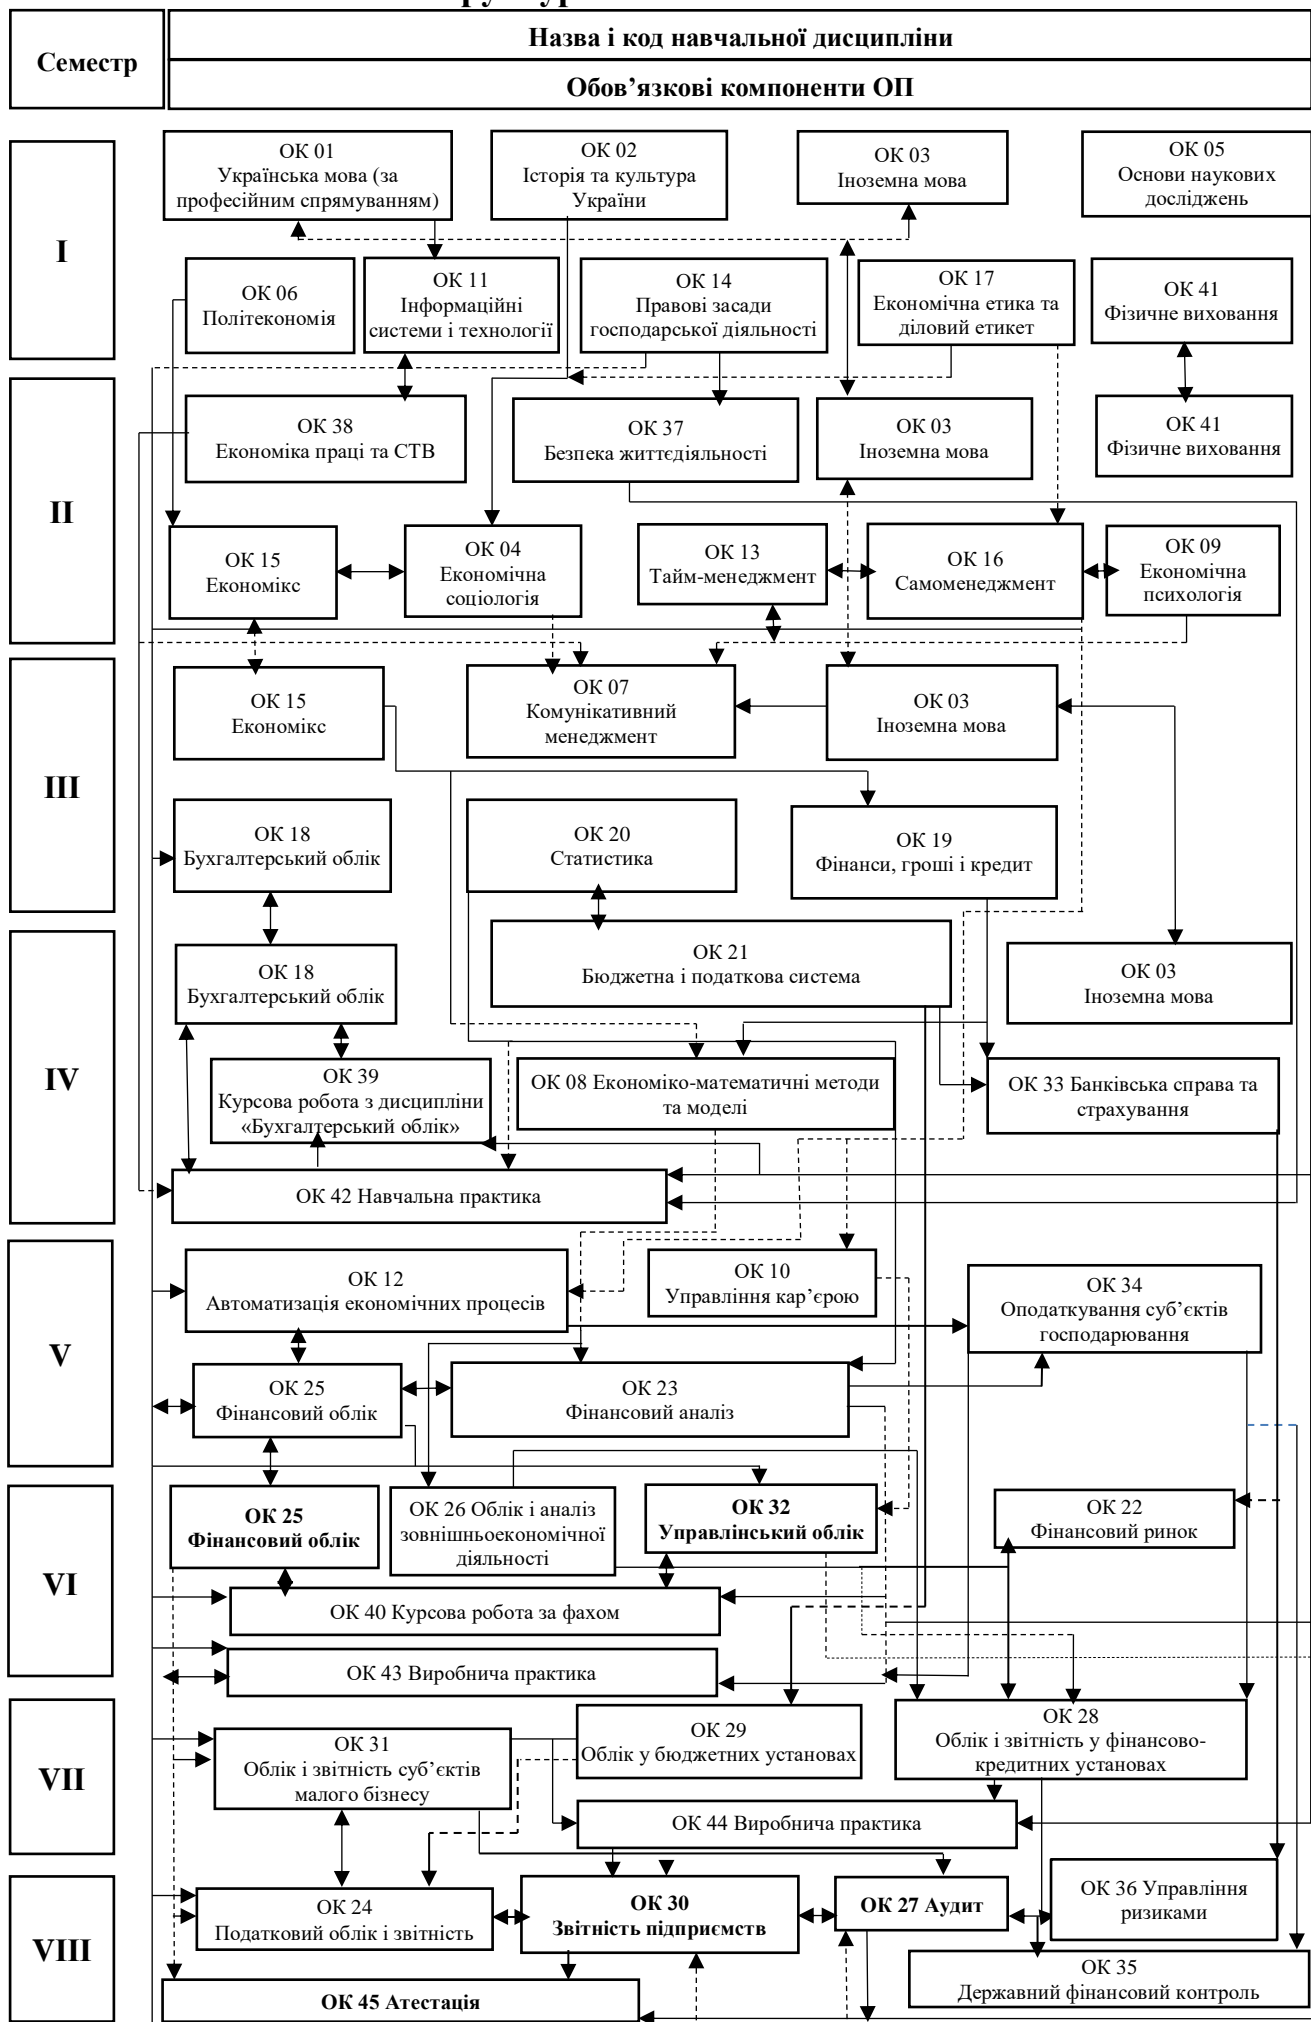 Семестр
Назва і код навчальної дисципліни
Обов’язкові компоненти ОП
I
ОК 01
Українська мова (за
професійним спрямуванням)
ОК 02
Історія та культура
України
ОК 03
Іноземна мова
ОК 05
Основи наукових
досліджень
ОК 06
Політекономія
ОК 11
Інформаційні
системи і технології
ОК 14
Правові засади
господарської діяльності
ОК 17
Економічна етика та
діловий етикет
ОК 41
Фізичне виховання
II
ОК 38
Економіка праці та СТВ
ОК 37
Безпека життєдіяльності
ОК 03
Іноземна мова
ОК 41
Фізичне виховання
ОК 15
Економікс
ОК 04
Економічна
соціологія
ОК 13
Тайм-менеджмент
ОК 16
Самоменеджмент
ОК 09
Економічна
психологія
III
ОК 15
Економікс
ОК 07
Комунікативний
менеджмент
ОК 03
Іноземна мова
ОК 18
Бухгалтерський облік
ОК 20
Статистика
ОК 19
Фінанси, гроші і кредит
IV
ОК 18
Бухгалтерський облік
ОК 21
Бюджетна і податкова система
ОК 03
Іноземна мова
ОК 39
Курсова робота з дисципліни
«Бухгалтерський облік»
ОК 08 Економіко-математичні методи
та моделі
ОК 33 Банківська справа та
страхування
ОК 42 Навчальна практика
V
ОК 12
Автоматизація економічних процесів
ОК 10
Управління кар’єрою
ОК 34
Оподаткування суб’єктів
господарювання
ОК 25
Фінансовий облік
ОК 23
Фінансовий аналіз
VI
ОК 25
Фінансовий облік
ОК 26 Облік і аналіз
зовнішньоекономічної
діяльності
ОК 32
Управлінський облік
ОК 22
Фінансовий ринок
ОК 40 Курсова робота за фахом
ОК 43 Виробнича практика
VII
ОК 31
Облік і звітність суб’єктів
малого бізнесу
ОК 29
Облік у бюджетних установах
ОК 28
Облік і звітність у фінансово-
кредитних установах
ОК 44 Виробнича практика
VIII
ОК 24
Податковий облік і звітність
ОК 30
Звітність підприємств
ОК 27 Аудит
ОК 36 Управління
ризиками
ОК 35
Державний фінансовий контроль
ОК 45 Атестація